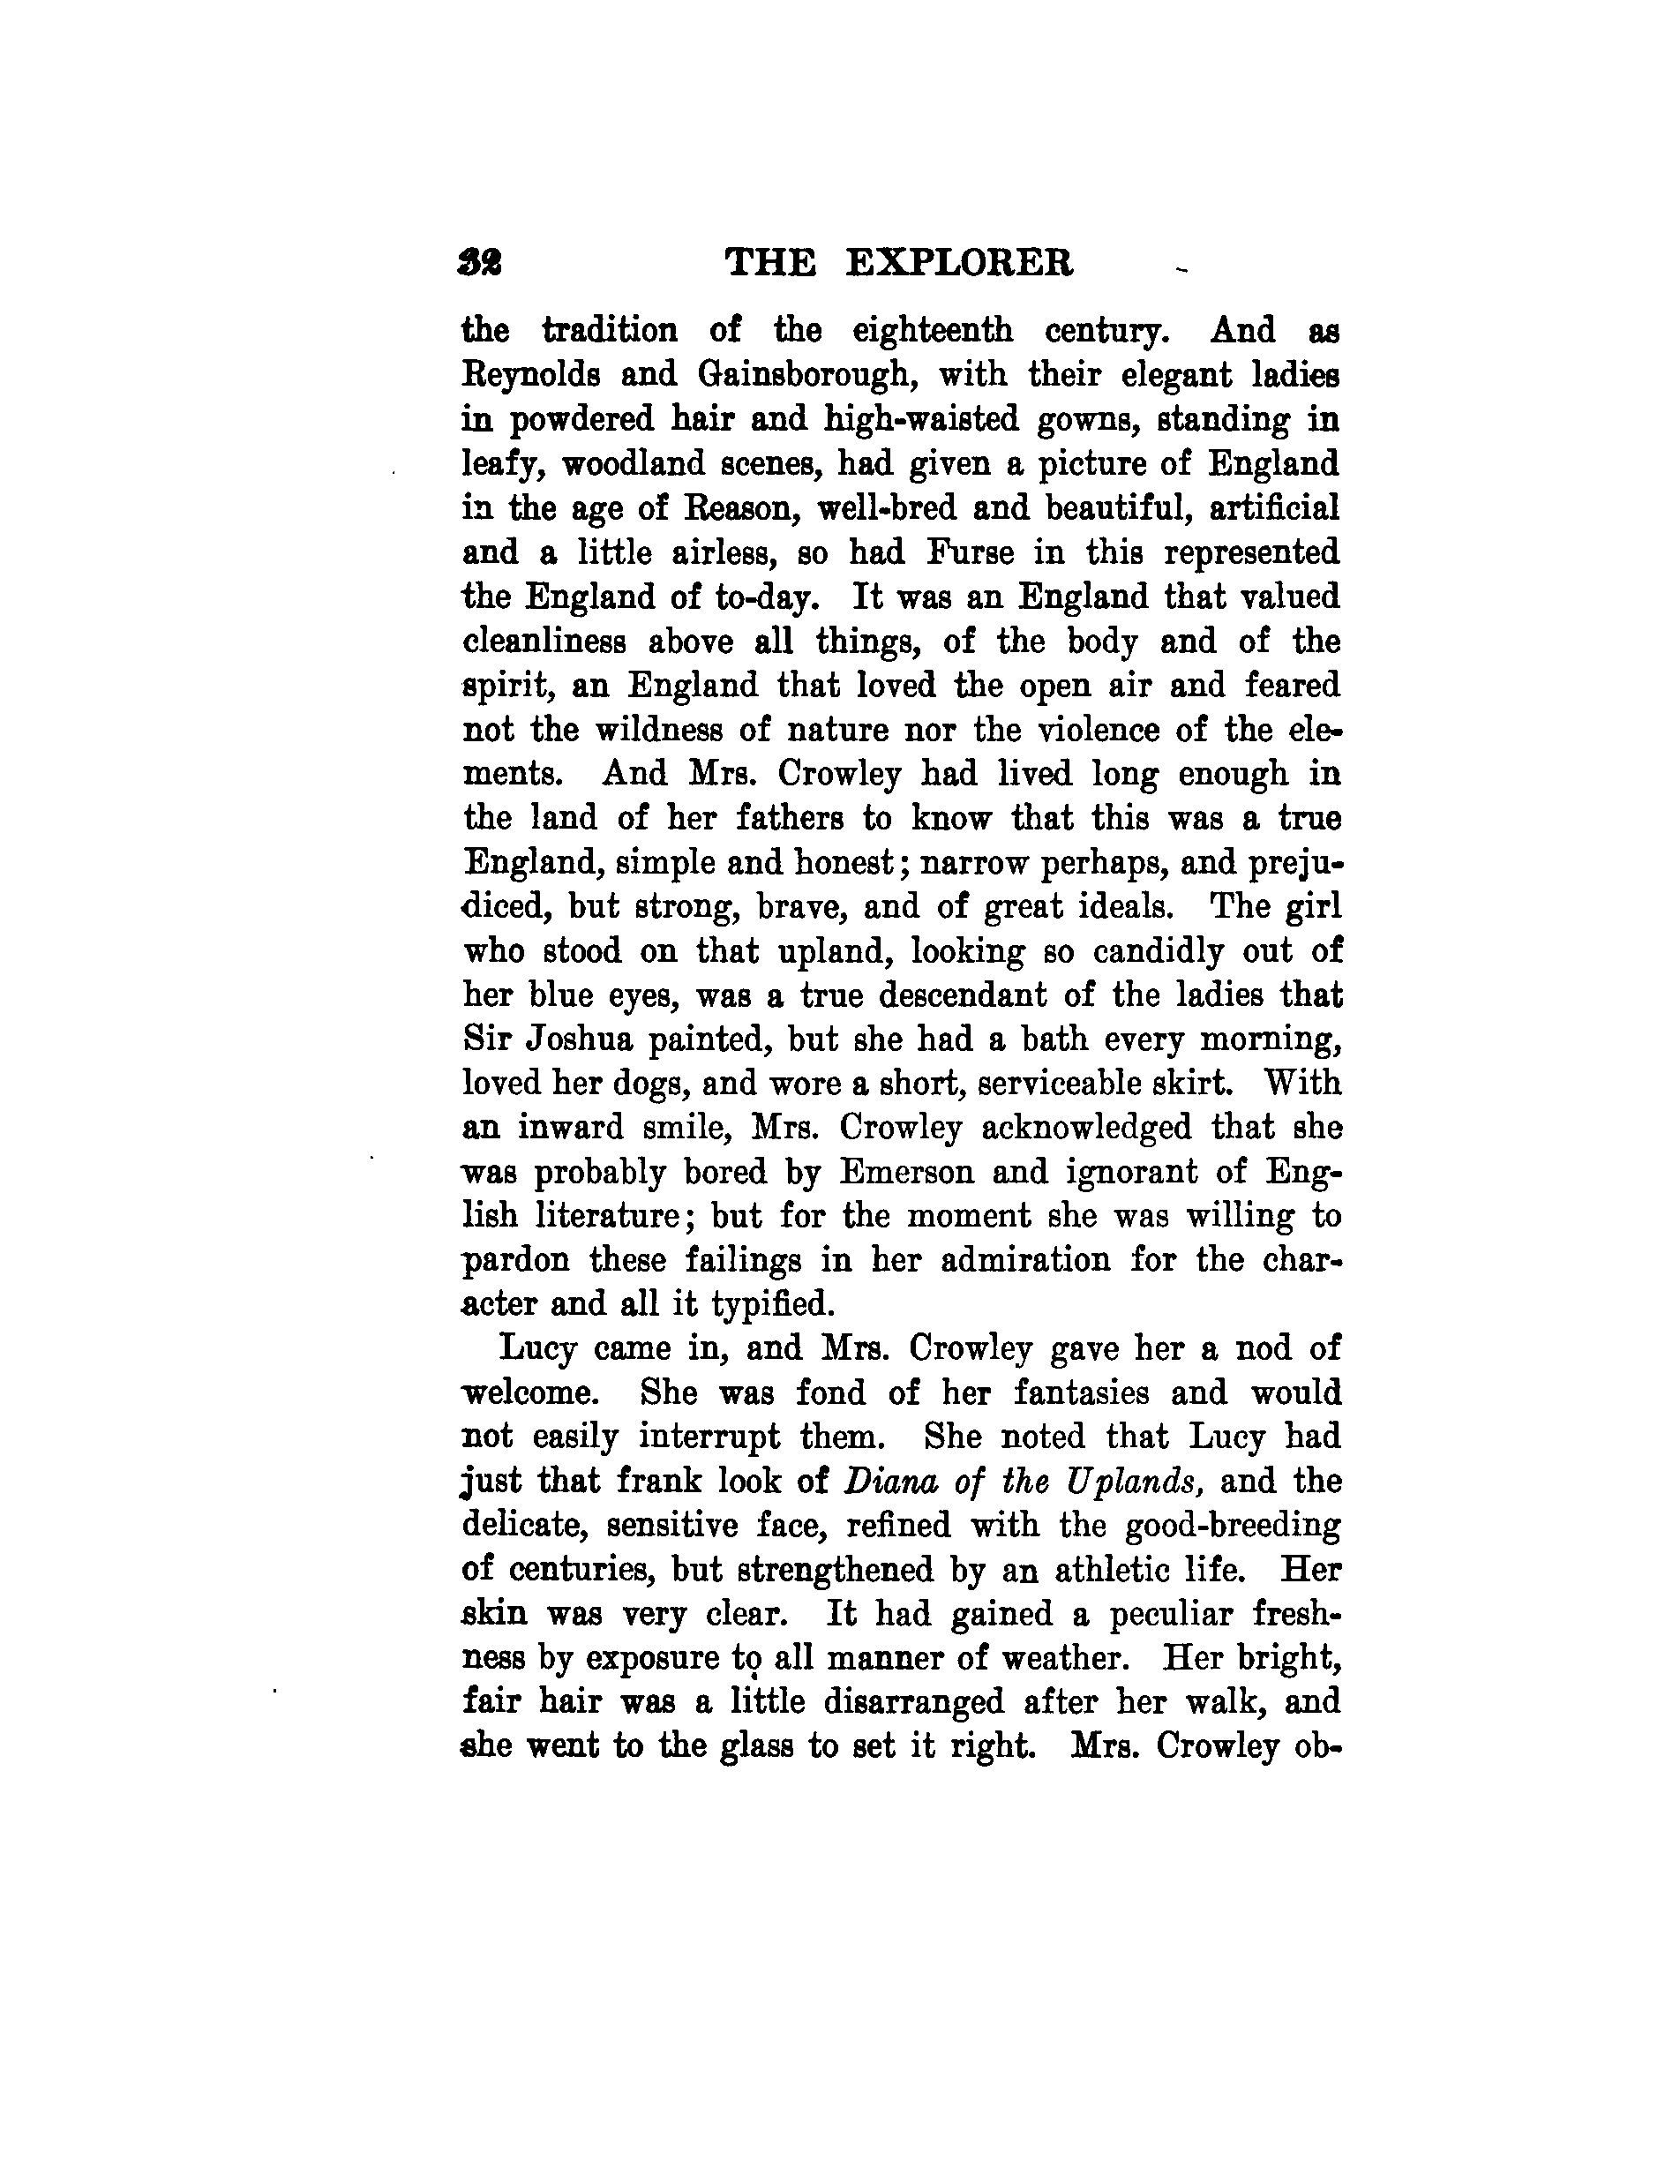 32 THE EXPLORER
the tradition of the eighteenth century. And as
Reynolds and Gainsborough, with their elegant ladies
in powdered hair and high-waisted gowns, standing in
leafy, woodland scenes, had given a picture of England
in the age of Reason, well-bred and beautiful, artificial
and a little airless, so had Furse in this represented
the England of to-day. It was an England that valued
cleanliness above all things, of the body and of the
spirit, an England that loved the open air and feared
not the wildness of nature nor the violence of the ele-
ments. And Mrs. Crowley had lived long enough in
the land of her fathers to know that this was a true
England, simple and honest; narrow perhaps, and preju-
diced, but strong, brave, and of great ideals. The girl
who stood on that upland, looking so candidly out of
her blue eyes, was a true descendant of the ladies that
Sir Joshua painted, but she had a bath every morning,
loved her dogs, and wore a short, serviceable skirt. With
an inward smile, Mrs. Crowley acknowledged that she
was probably bored by Emerson and ignorant of Eng-
lish literature; but for the moment she was willing to
pardon these failings in her admiration for the char-
acter and all it typified.
Lucy came in, and Mrs. Crowley gave her a nod of
welcome. She was fond of her fantasies and would
not easily interrupt them. She noted that Lucy had
just that frank look of Diana of the Uplands, and the
delicate, sensitive face, refined with the good-breeding
of centuries, but strengthened by an athletic life. Her
skin was very clear. It had gained a peculiar fresh-
ness by exposure to all manner of weather. Her bright,
fair hair was a little disarranged after her walk, and
she went to the glass to set it right. Mrs. Crowley ob-